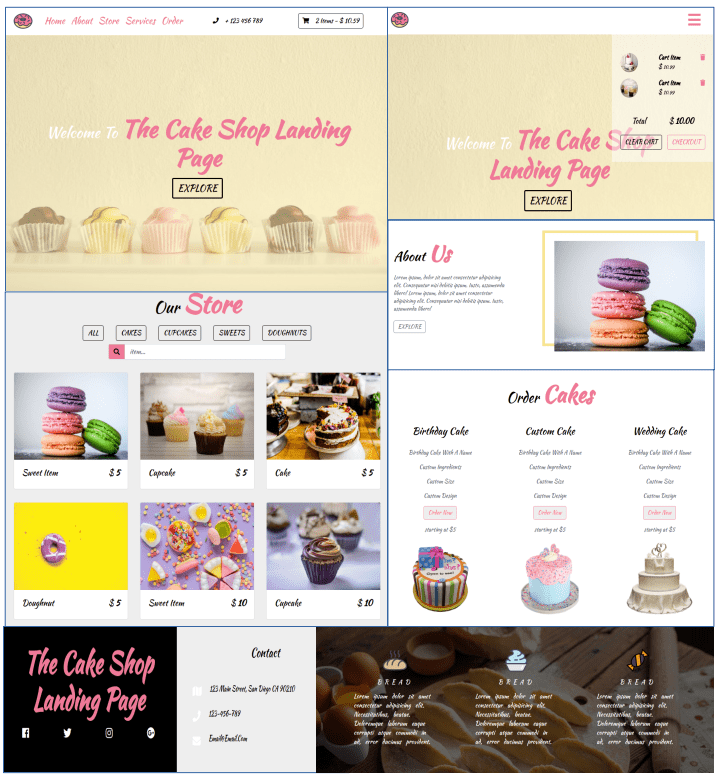 Home About Store Services Order
+ 123 456 789
2 items - $ 10.59
Welcome To The Cake Shop Landing
Page
EXPLORE
Cart Item
$ 10.99
Cart Item
$ 10.99
Total $ 10.00
CLEAR CART CHECKOUT
Welcome To The Cake Shop
Landing Page
EXPLORE
About Us
Lorem ipsum, dolor sit amet consectetur adipisicing
elit. Consequatur nisi debitis ipsum. Iusto, assumenda
libero! Lorem ipsum, dolor sit amet consectetur adipisicing
elit. Consequatur nisi debitis ipsum. Iusto,
assumenda libero!
EXPLORE
Our Store
ALL CAKES CUPCAKES SWEETS DOUGHNUTS
Item....
Sweet Item $ 5
Cupcake $ 5
Cake $ 5
Doughnut $ 5
Sweet Item $ 10
Cupcake $ 10
Order Cakes
Birthday Cake
Birthday Cake With A Name
Custom Ingredients
Custom Size
Custom Design
Order Now
starting at $5
Custom Cake
Birthday Cake With A Name
Custom Ingredients
Custom Size
Custom Design
Order Now
starting at $5
Wedding Cake
Birthday Cake With A Name
Custom Ingredients
Custom Size
Custom Design
Order Now
starting at $5
The Cake Shop
Landing Page
Contact
123 Main Street, San Diego CA 90210
123-456-789
Email@Email.Com
BREAD
Lorem ipsum dolor sit amet
consectetur adipisicing elit.
Necessitatibus, beatae.
Doloremque laborum eaque
corrupti atque commodi in
ab, error ducimus provident.
BREAD
Lorem ipsum dolor sit amet
consectetur adipisicing elit.
Necessitatibus, beatae.
Doloremque laborum eaque
corrupti atque commodi in
ab, error ducimus provident.
BREAD
Lorem ipsum dolor sit amet
consectetur adipisicing elit.
Necessitatibus, beatae.
Doloremque laborum eaque
corrupti atque commodi in
ab, error ducimus provident.